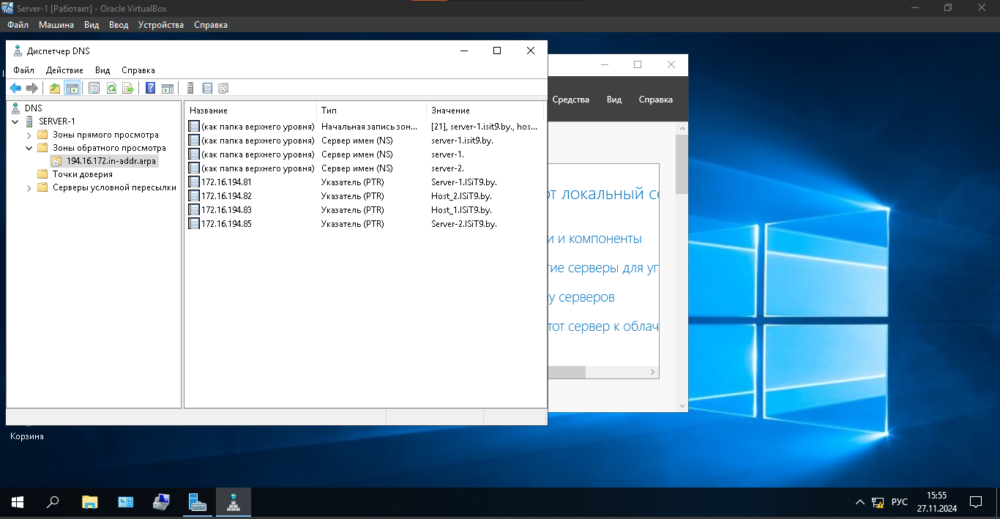 Server-1 [Работает] - Oracle VirtualBox
Файл Машина Вид Ввод Устройства Справка
Диспетчер DNS
Файл Действие Вид Справка
DNS
SERVER-1
Зоны прямого просмотра
Зоны обратного просмотра
194.16.172.in-addr.arpa
Точки доверия
Серверы условной пересылки
Название Тип Значение
(как папка верхнего уровня) Начальная запись зон... [21], server-1.isit9.by., hos...
(как папка верхнего уровня) Сервер имен (NS) server-1.isit9.by.
(как папка верхнего уровня) Сервер имен (NS) server-1.
(как папка верхнего уровня) Сервер имен (NS) server-2.
172.16.194.81 Указатель (PTR) Server-1.ISiT9.by.
172.16.194.82 Указатель (PTR) Host_2.ISiT9.by.
172.16.194.83 Указатель (PTR) Host_1.ISiT9.by.
172.16.194.85 Указатель (PTR) Server-2.ISiT9.by.
Средства Вид Справка
от локальный се
и и компоненты
гие серверы для уп
у серверов
тот сервер к облач
Корзина
РУС
15:55
27.11.2024